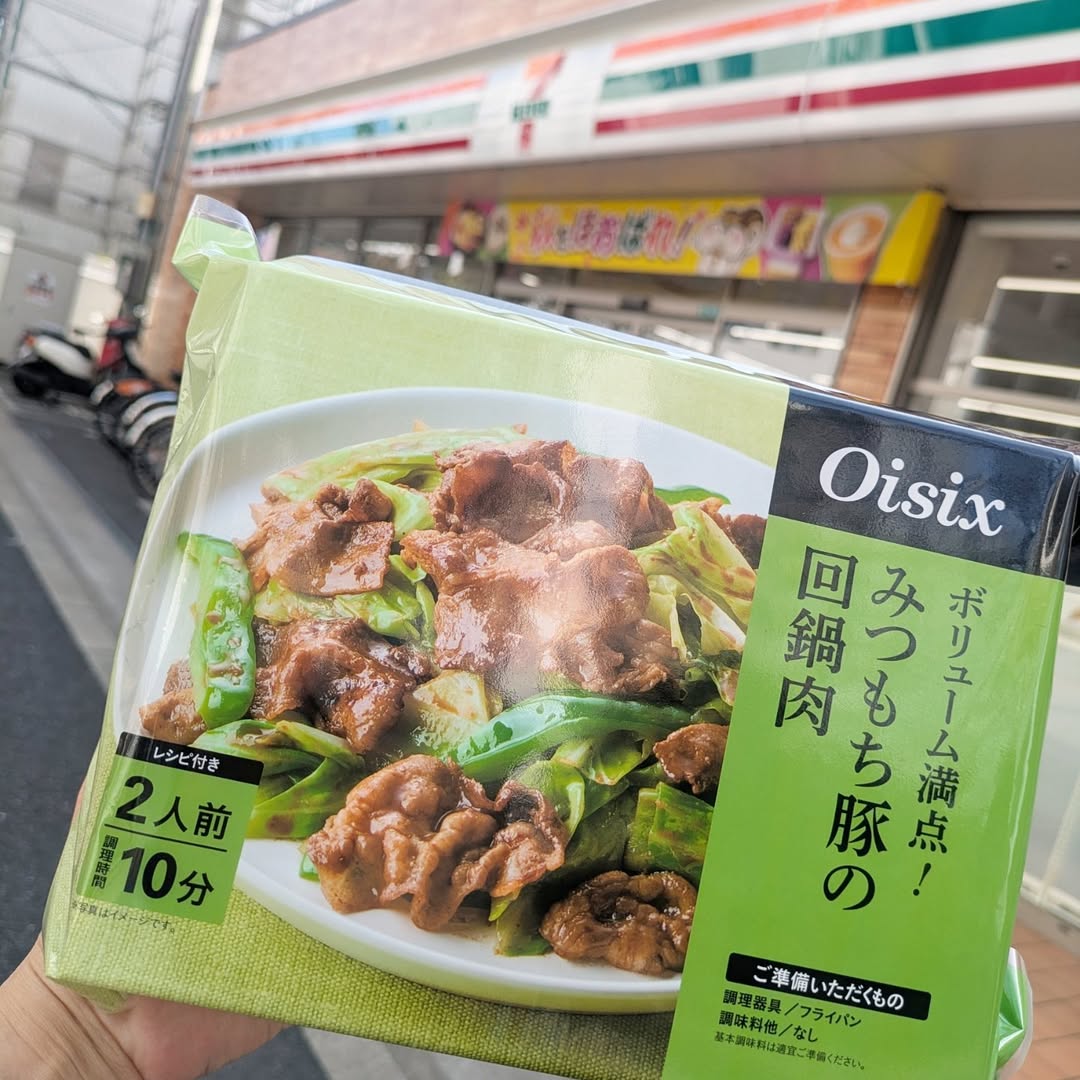 Oisix
ボリューム満点！
みつもち豚の
回鍋肉
レシピ付き
2人前
調理時間
10分
※写真はイメージです。
ご準備いただくもの
調理器具／フライパン
調味料他／なし
基本調味料は適宜ご準備ください。